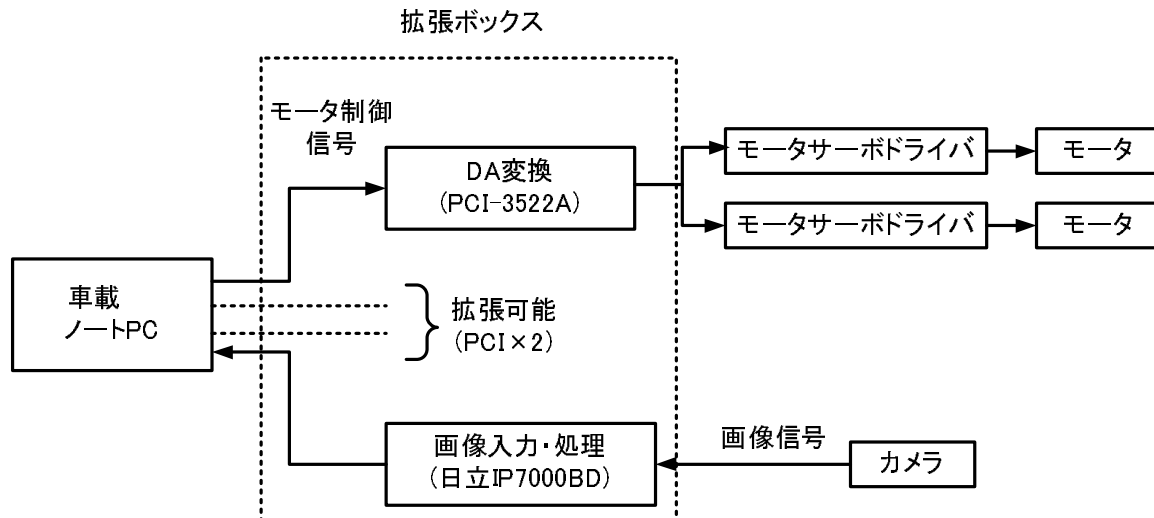 拡張ボックス
モータ制御
信号
DA変換
(PCI-3522A)
モータサーボドライバ
モータ
モータサーボドライバ
モータ
車載
ノートPC
拡張可能
(PCI×2)
画像入力・処理
(日立IP7000BD)
画像信号
カメラ